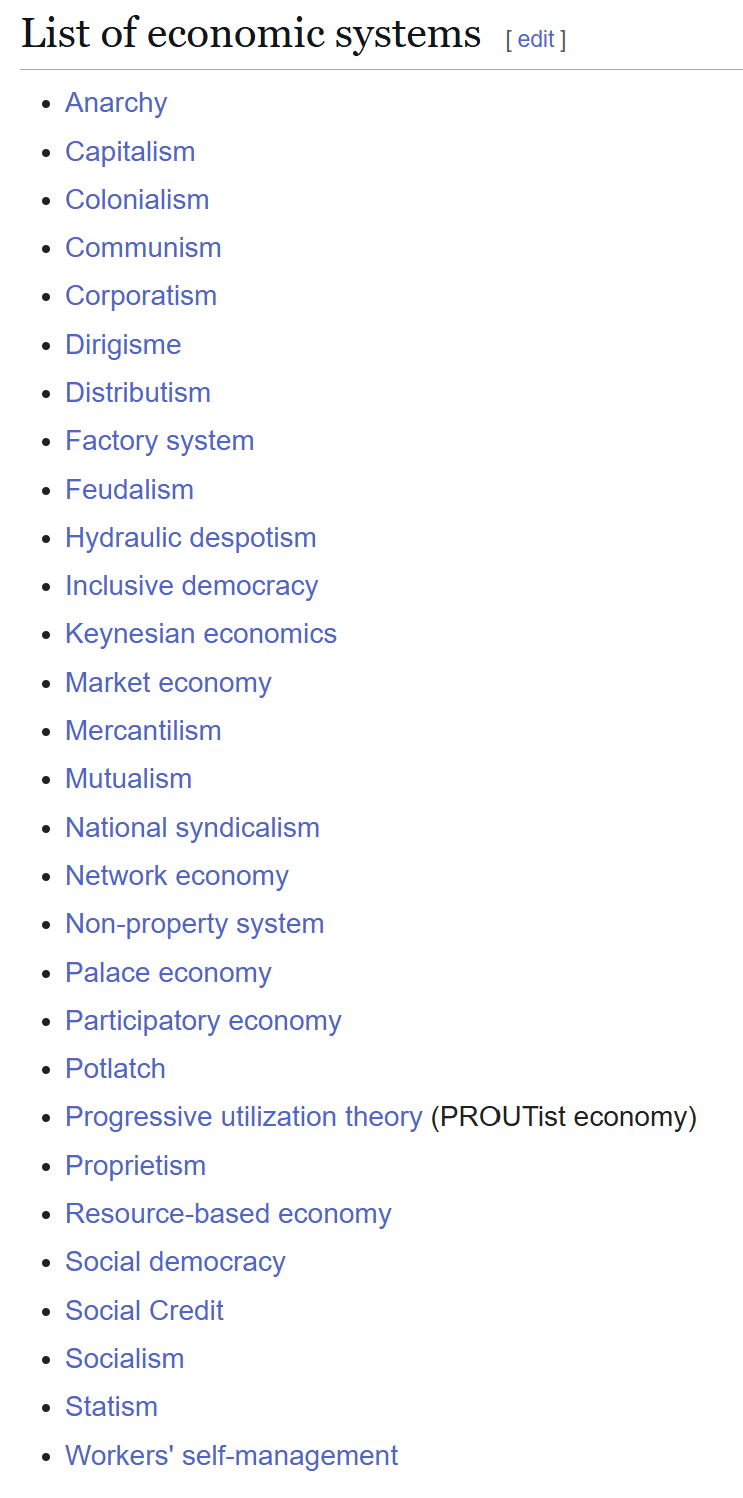 List of economic systems [ edit ]
Anarchy
Capitalism
Colonialism
Communism
Corporatism
Dirigisme
Distributism
Factory system
Feudalism
Hydraulic despotism
Inclusive democracy
Keynesian economics
Market economy
Mercantilism
Mutualism
National syndicalism
Network economy
Non-property system
Palace economy
Participatory economy
Potlatch
Progressive utilization theory (PROUTist economy)
Proprietism
Resource-based economy
Social democracy
Social Credit
Socialism
Statism
Workers' self-management